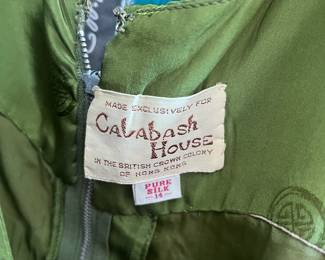 MADE EXCLUSIVELY FOR
Calabash
House
IN THE BRITISH CROWN COLONY
OF HONG KONG
PURE
SILK
14